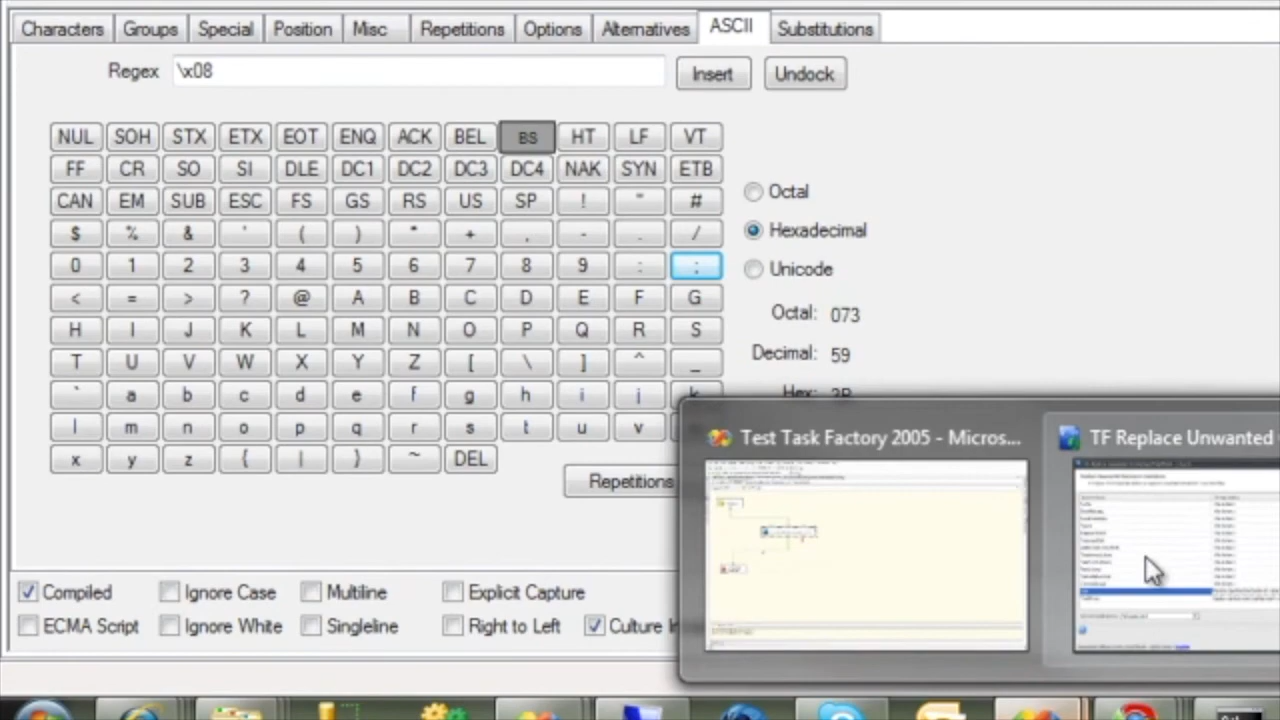 Characters Groups Special Position Misc Repetitions Options Alternatives ASCII Substitutions
Regex \x08 Insert Undock
NUL SOH STX ETX EOT ENQ ACK BEL BS HT LF VT
FF CR SO SI DLE DC1 DC2 DC3 DC4 NAK SYN ETB
CAN EM SUB ESC FS GS RS US SP ! " #
$ % & ' ( ) * + , - . /
0 1 2 3 4 5 6 7 8 9 : ;
< = > ? @ A B C D E F G
H I J K L M N O P Q R S
T U V W X Y Z [ \ ] ^ _
` a b c d e f g h i j k
l m n o p q r s t u v
x y z { | } ~ DEL
Octal
Hexadecimal
Unicode
Octal: 073
Decimal: 59
Hex: 3B
Repetitions
Compiled Ignore Case Multiline Explicit Capture
ECMA Script Ignore White Singleline Right to Left Culture In
Test Task Factory 2005 - Micros... TF Replace Unwanted